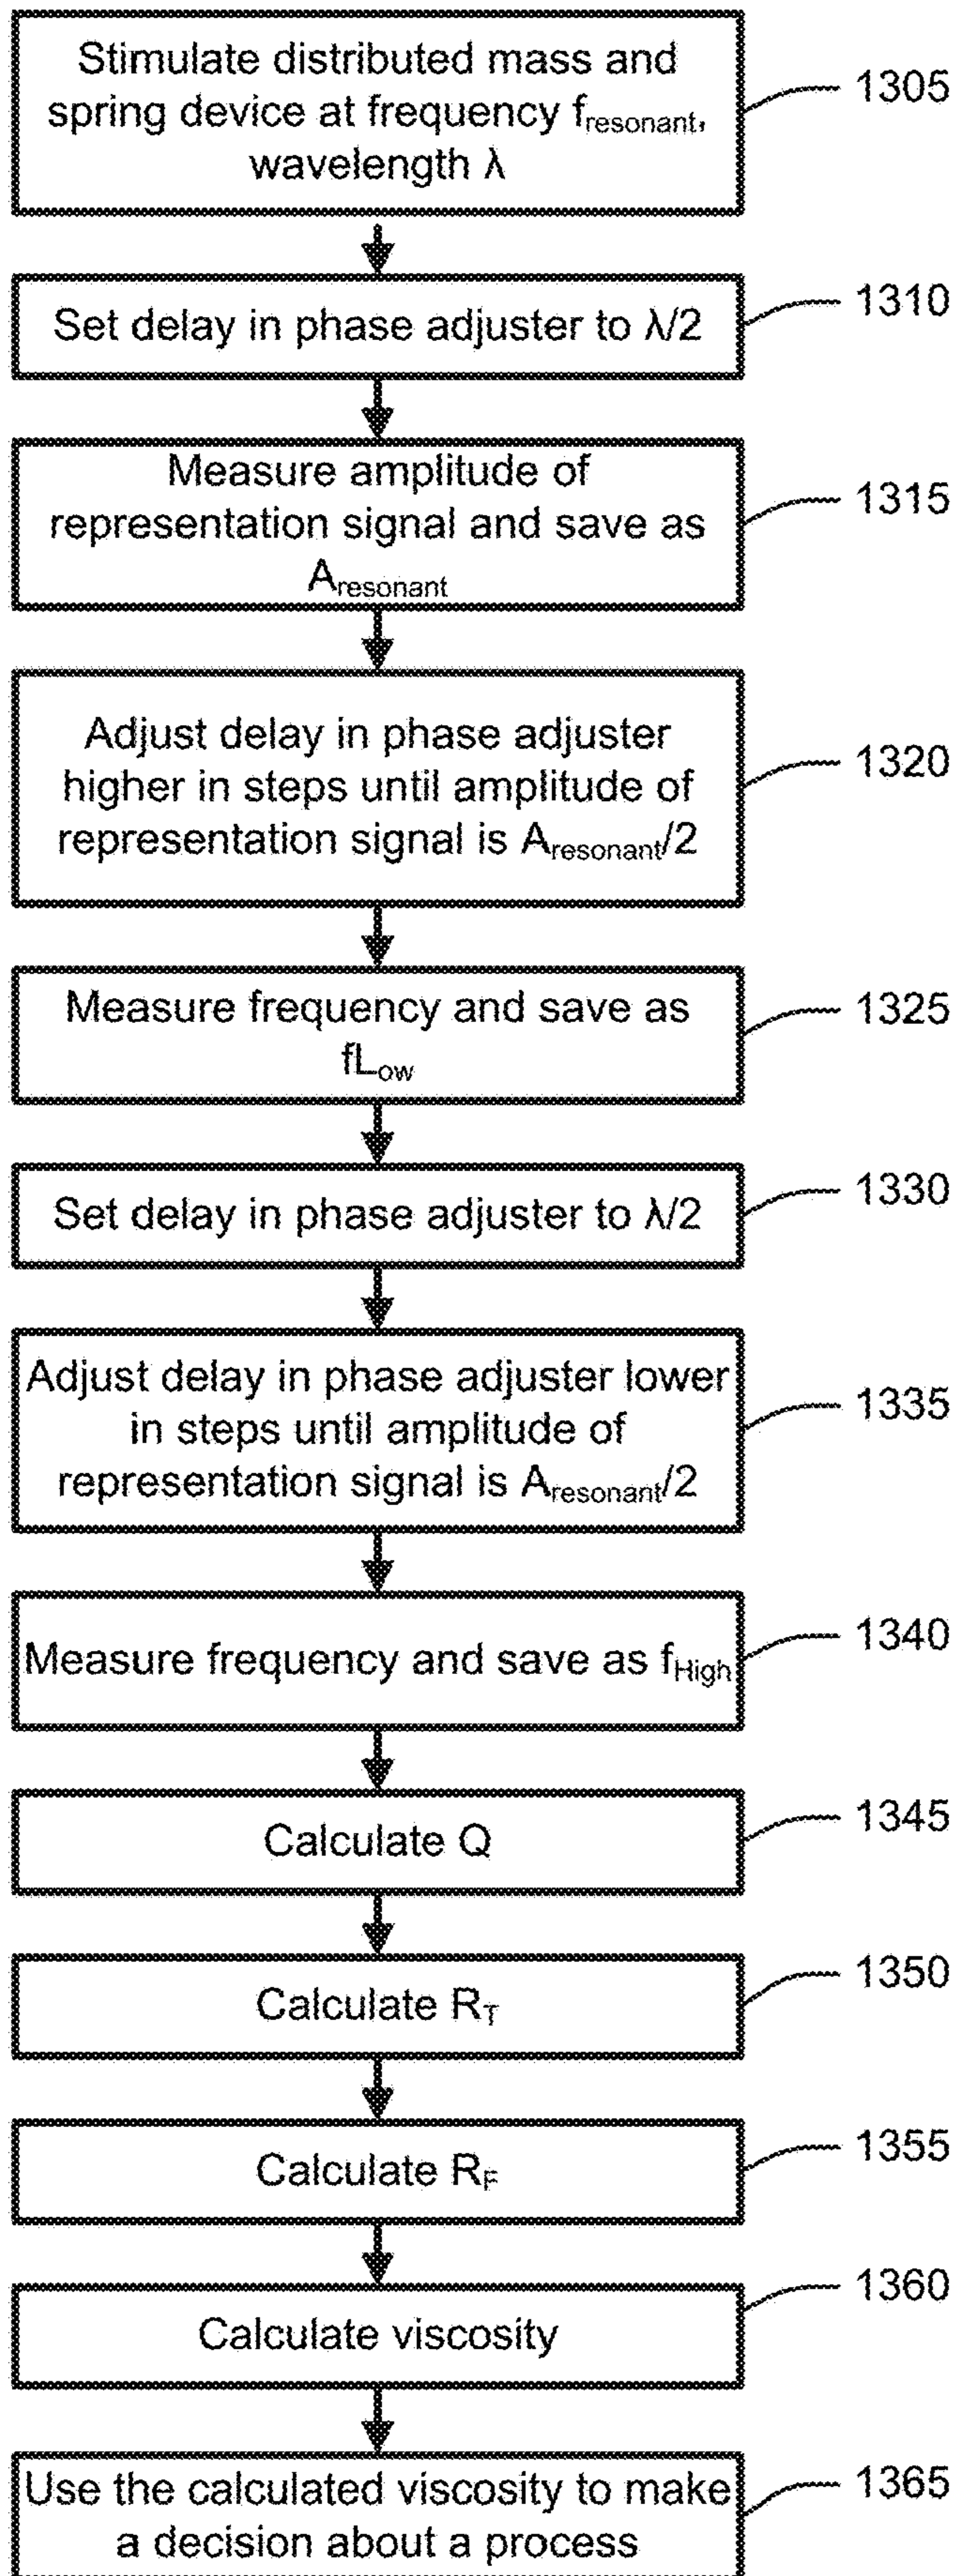 Stimulate distributed mass and
spring device at frequency fresonant,
wavelength λ
1305
Set delay in phase adjuster to λ/2
1310
Measure amplitude of
representation signal and save as
Aresonant
1315
Adjust delay in phase adjuster
higher in steps until amplitude of
representation signal is Aresonant/2
1320
Measure frequency and save as
fLow
1325
Set delay in phase adjuster to λ/2
1330
Adjust delay in phase adjuster lower
in steps until amplitude of
representation signal is Aresonant/2
1335
Measure frequency and save as fHigh
1340
Calculate Q
1345
Calculate RT
1350
Calculate RF
1355
Calculate viscosity
1360
Use the calculated viscosity to make
a decision about a process
1365